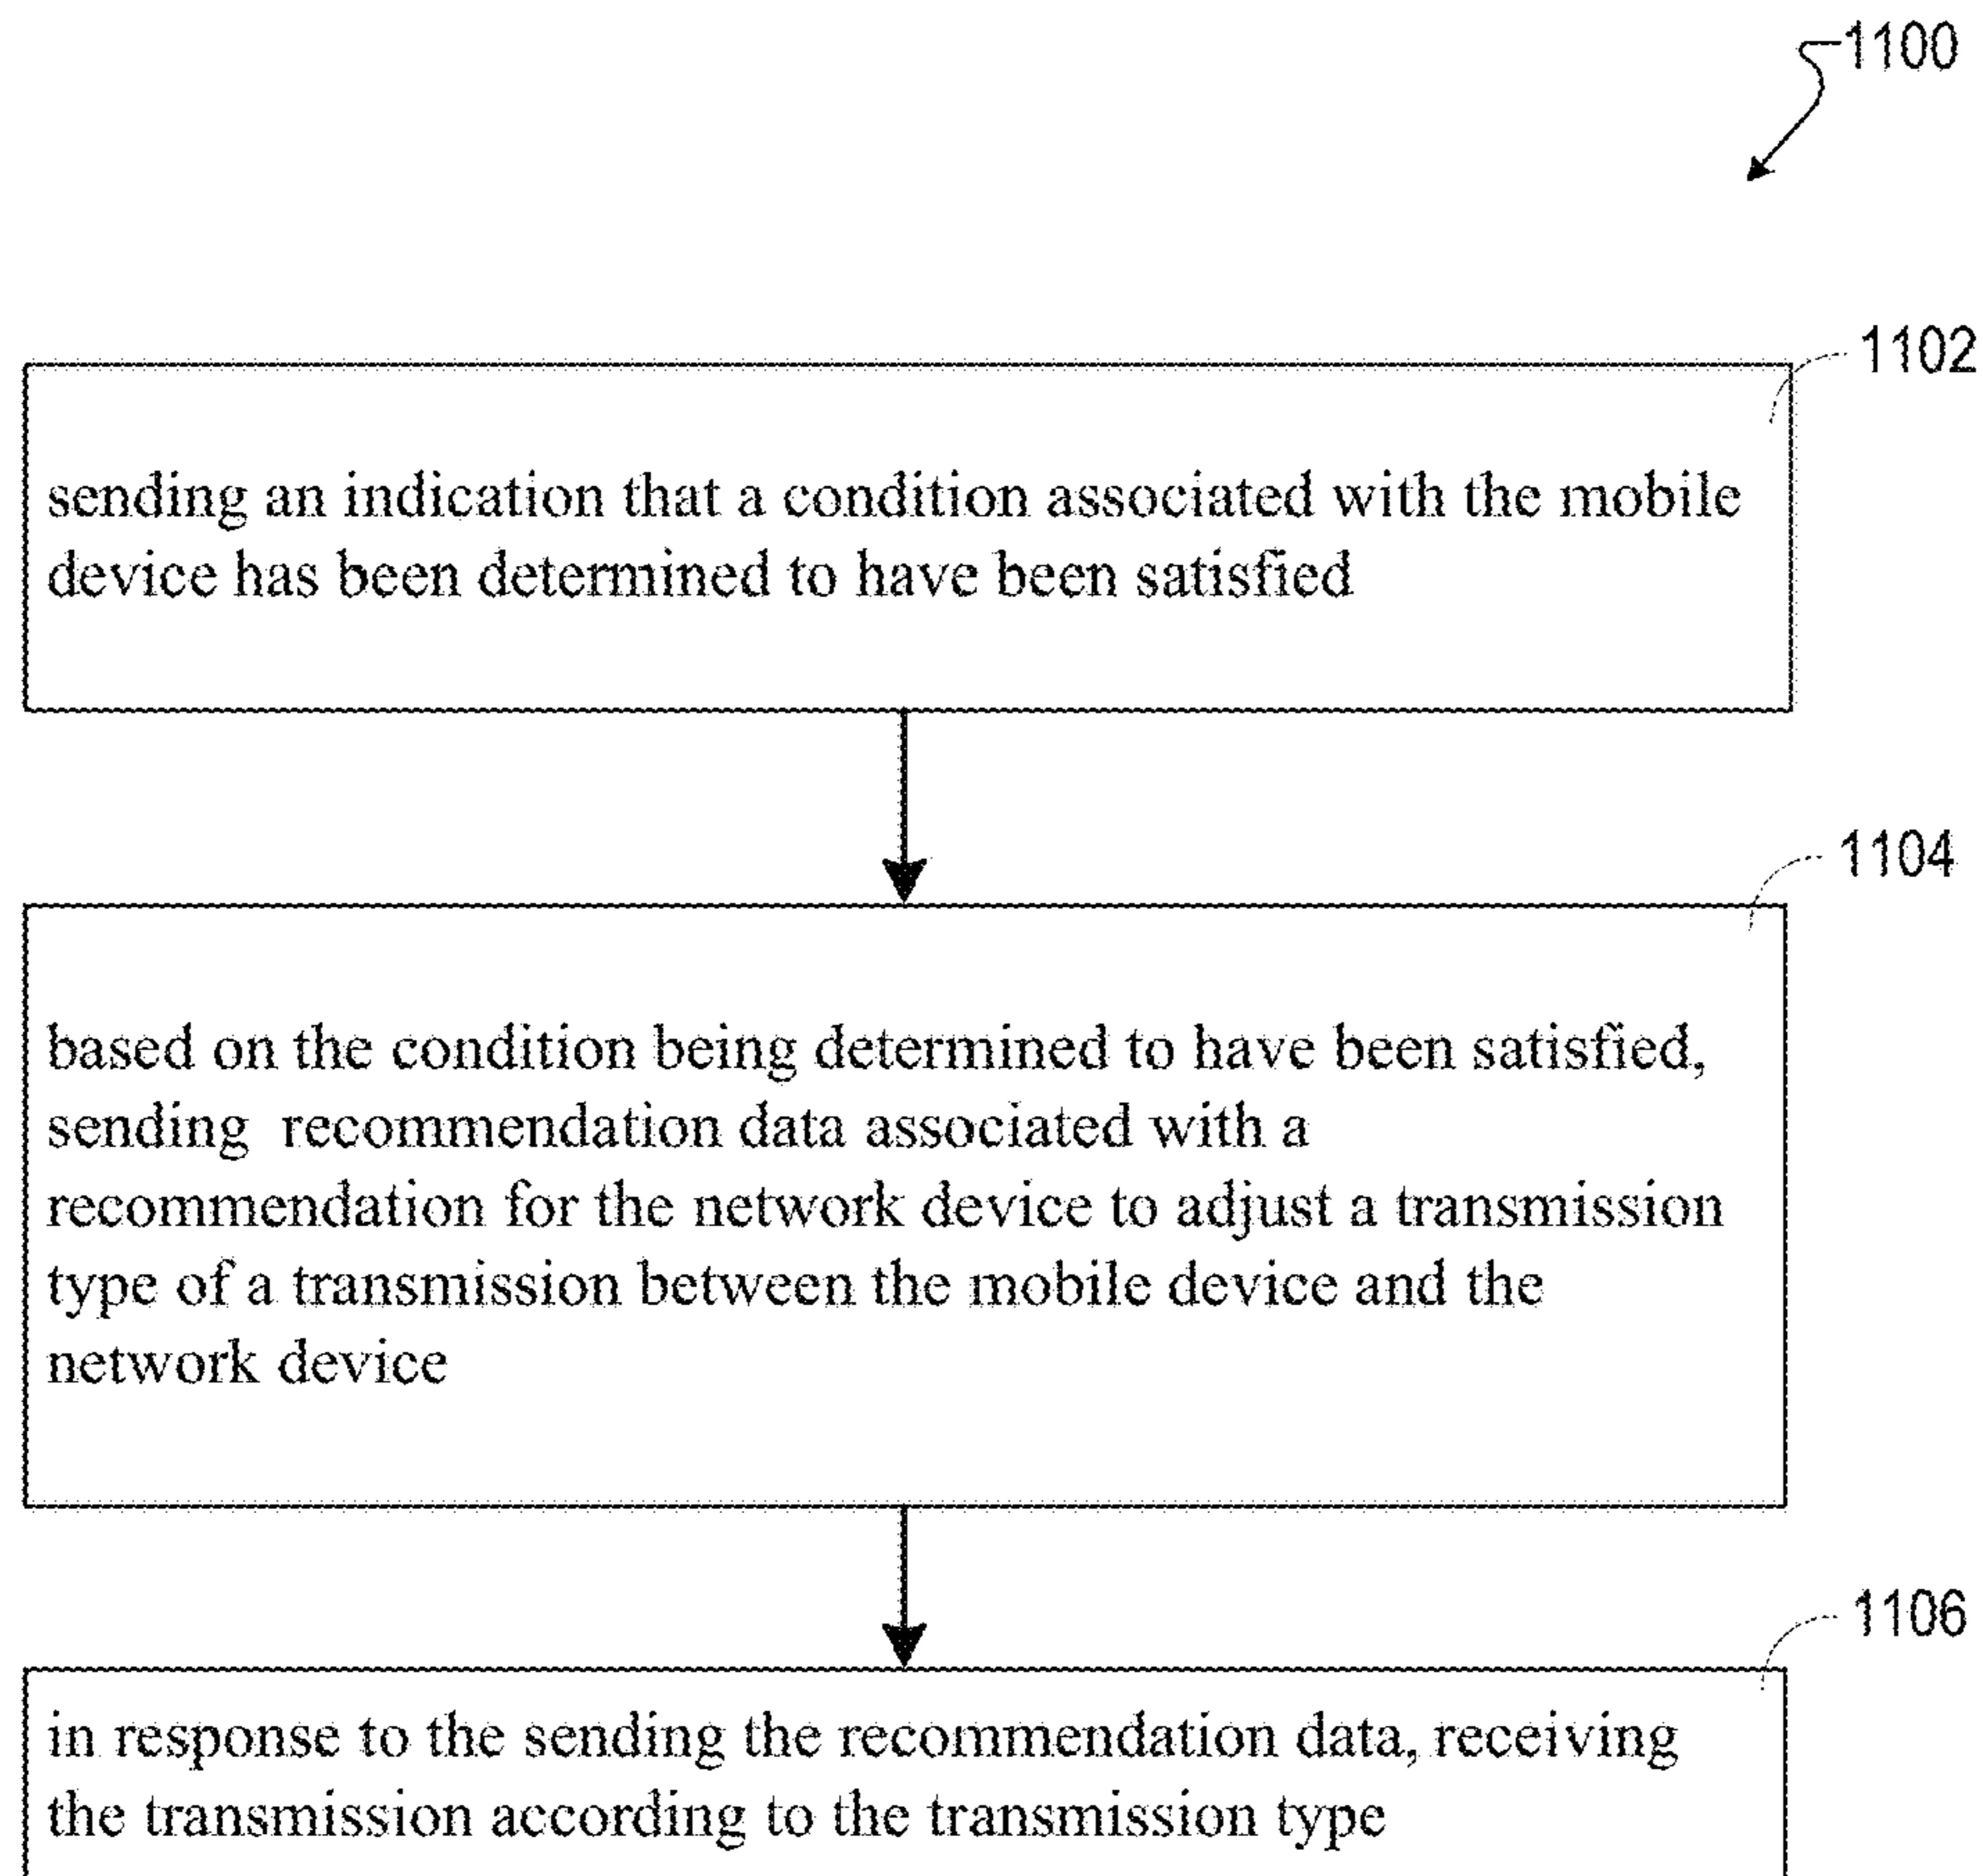 1100
1102
sending an indication that a condition associated with the mobile
device has been determined to have been satisfied
1104
based on the condition being determined to have been satisfied,
sending recommendation data associated with a
recommendation for the network device to adjust a transmission
type of a transmission between the mobile device and the
network device
1106
in response to the sending the recommendation data, receiving
the transmission according to the transmission type